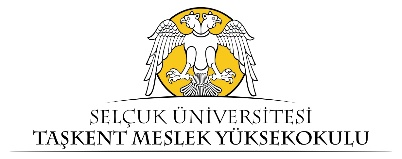 SELÇUK ÜNİVERSİTESİ
TAŞKENT MESLEK YÜKSEKOKULU